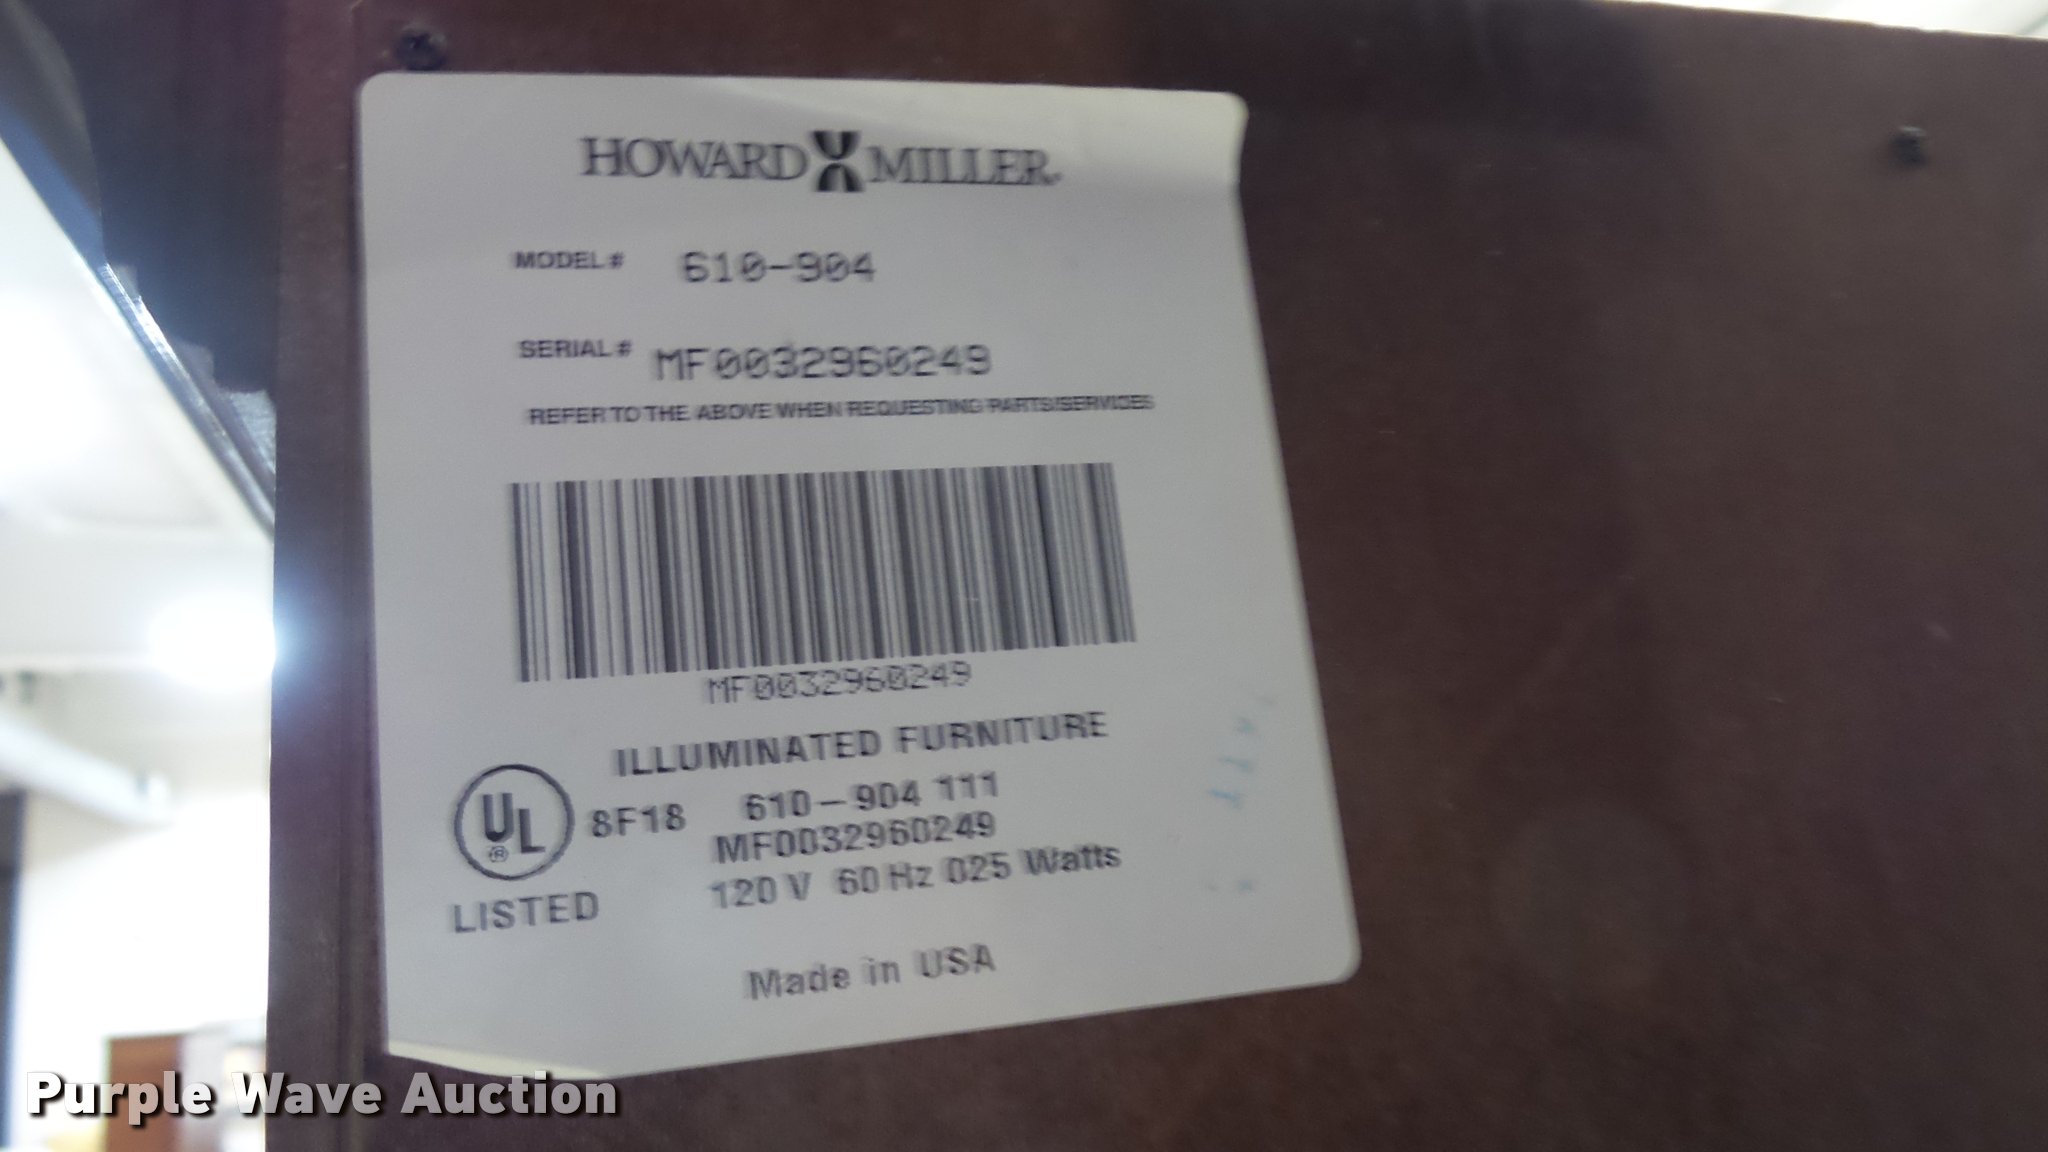 HOWARD MILLER
MODEL # 610-904
SERIAL # MF0032960249
REFER TO THE ABOVE WHEN REQUESTING PARTS/SERVICES
MF0032960249
ILLUMINATED FURNITURE
UL ® 8F18 610-904 111
MF0032960249
LISTED 120 V 60 Hz 025 Watts
Made in USA
Purple Wave Auction